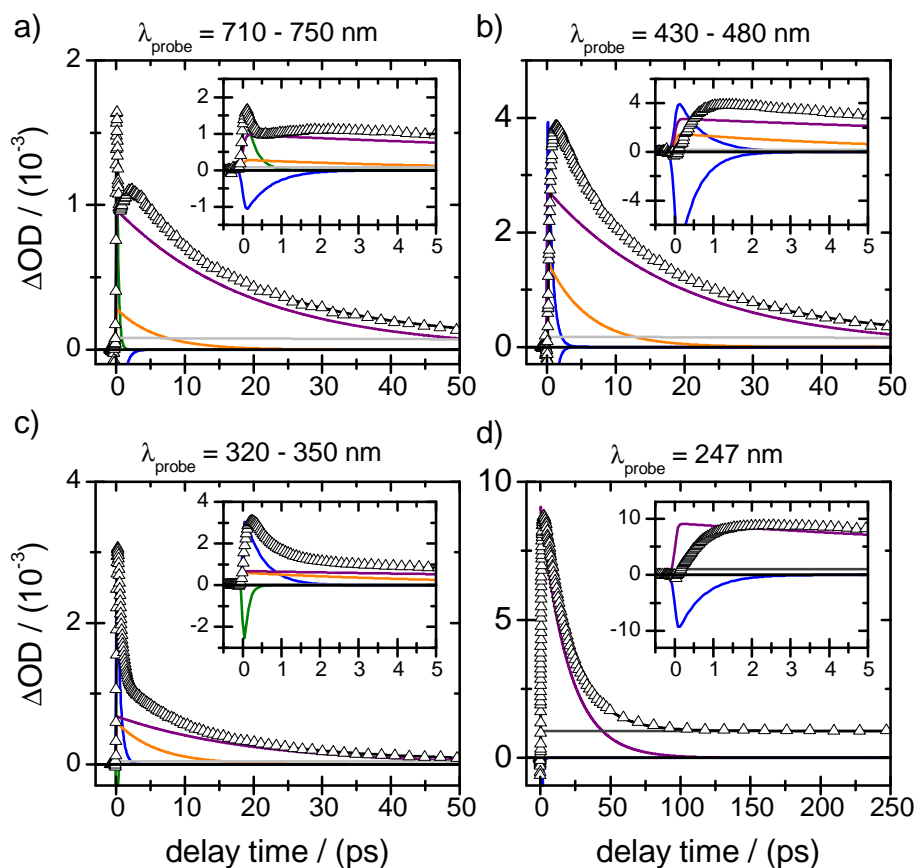 a)
λprobe = 710 - 750 nm
b)
λprobe = 430 - 480 nm
ΔOD / (10⁻³)
2
1
0
0 10 20 30 40 50
2
1
0
-1
0 1 2 3 4 5
4
2
0
0 10 20 30 40 50
4
0
-4
0 1 2 3 4 5
c)
λprobe = 320 - 350 nm
d)
λprobe = 247 nm
ΔOD / (10⁻³)
4
2
0
0 10 20 30 40 50
4
2
0
-2
0 1 2 3 4 5
10
5
0
0 50 100 150 200 250
10
0
-10
0 1 2 3 4 5
delay time / (ps)
delay time / (ps)